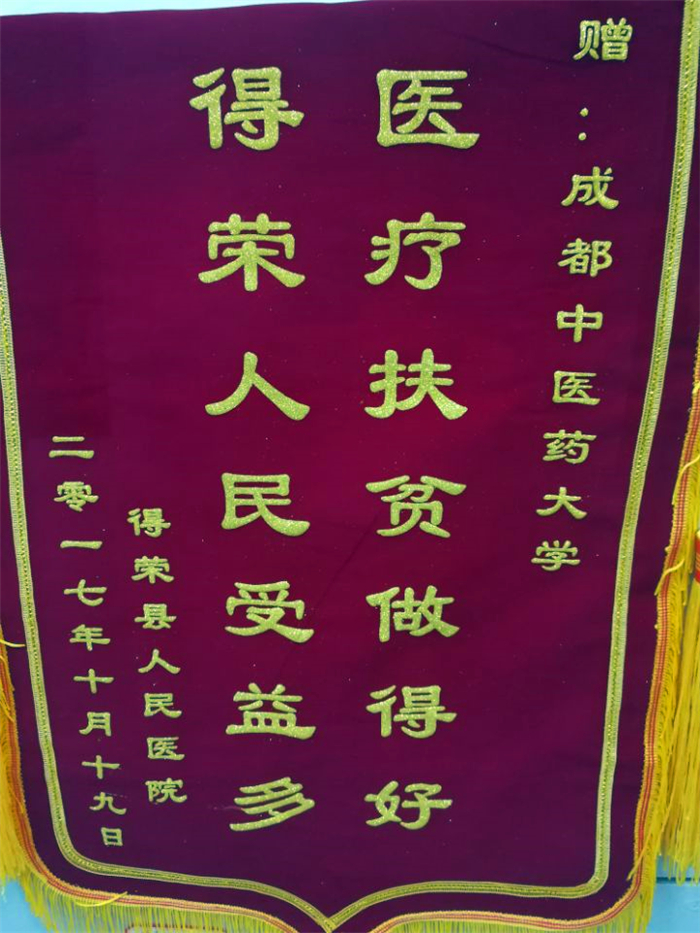 赠:成都中医药大学
医疗扶贫做得好
得荣人民受益多
得荣县人民医院
二零一七年十月十九日